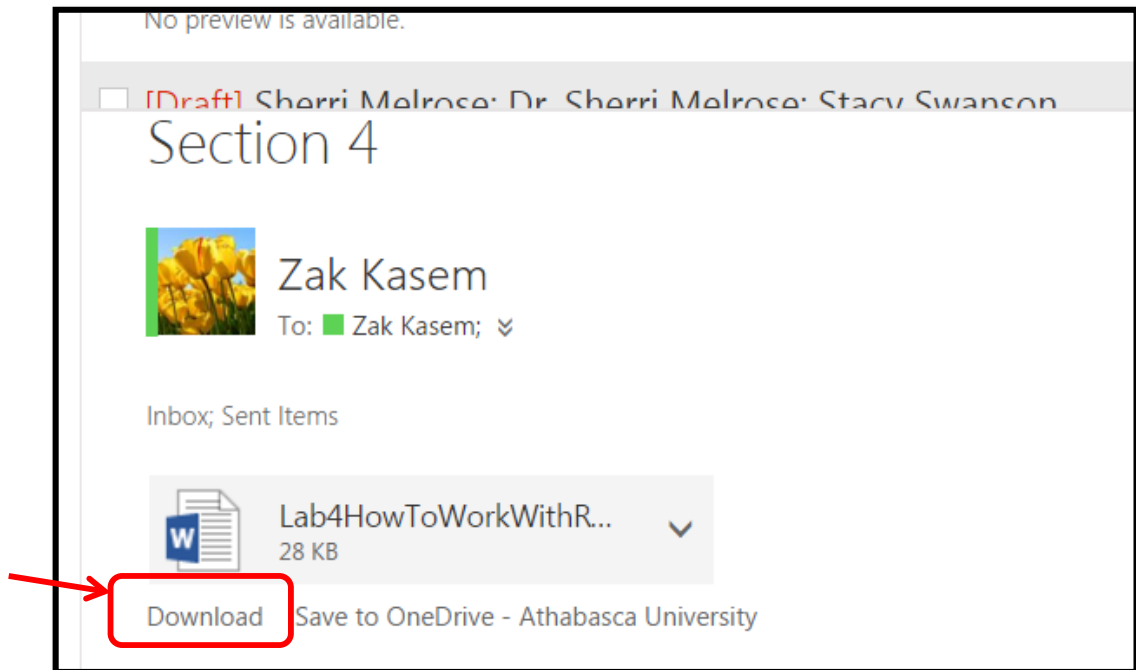 No preview is available.
[Draft] Sherri Melrose; Dr. Sherri Melrose; Stacy Swanson
Section 4
Zak Kasem
To: Zak Kasem;
Inbox; Sent Items
W
Lab4HowToWorkWithR...
28 KB
Download Save to OneDrive - Athabasca University